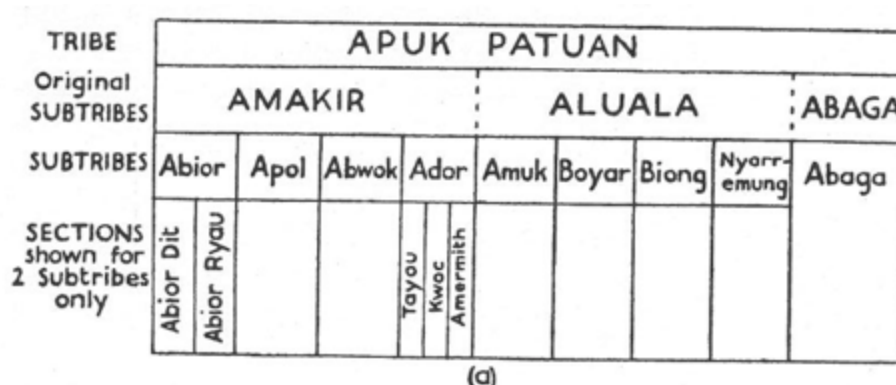 TRIBE APUK PATUAN
Original
SUBTRIBES AMAKIR ALUALA ABAGA
SUBTRIBES Abior Apol Abwok Ador Amuk Boyar Biong Nyarr-
emung Abaga
SECTIONS
shown for
2 Subtribes
only
Abior Dit
Abior Ryau
Tayou
Kwoc
Amermith
(a)